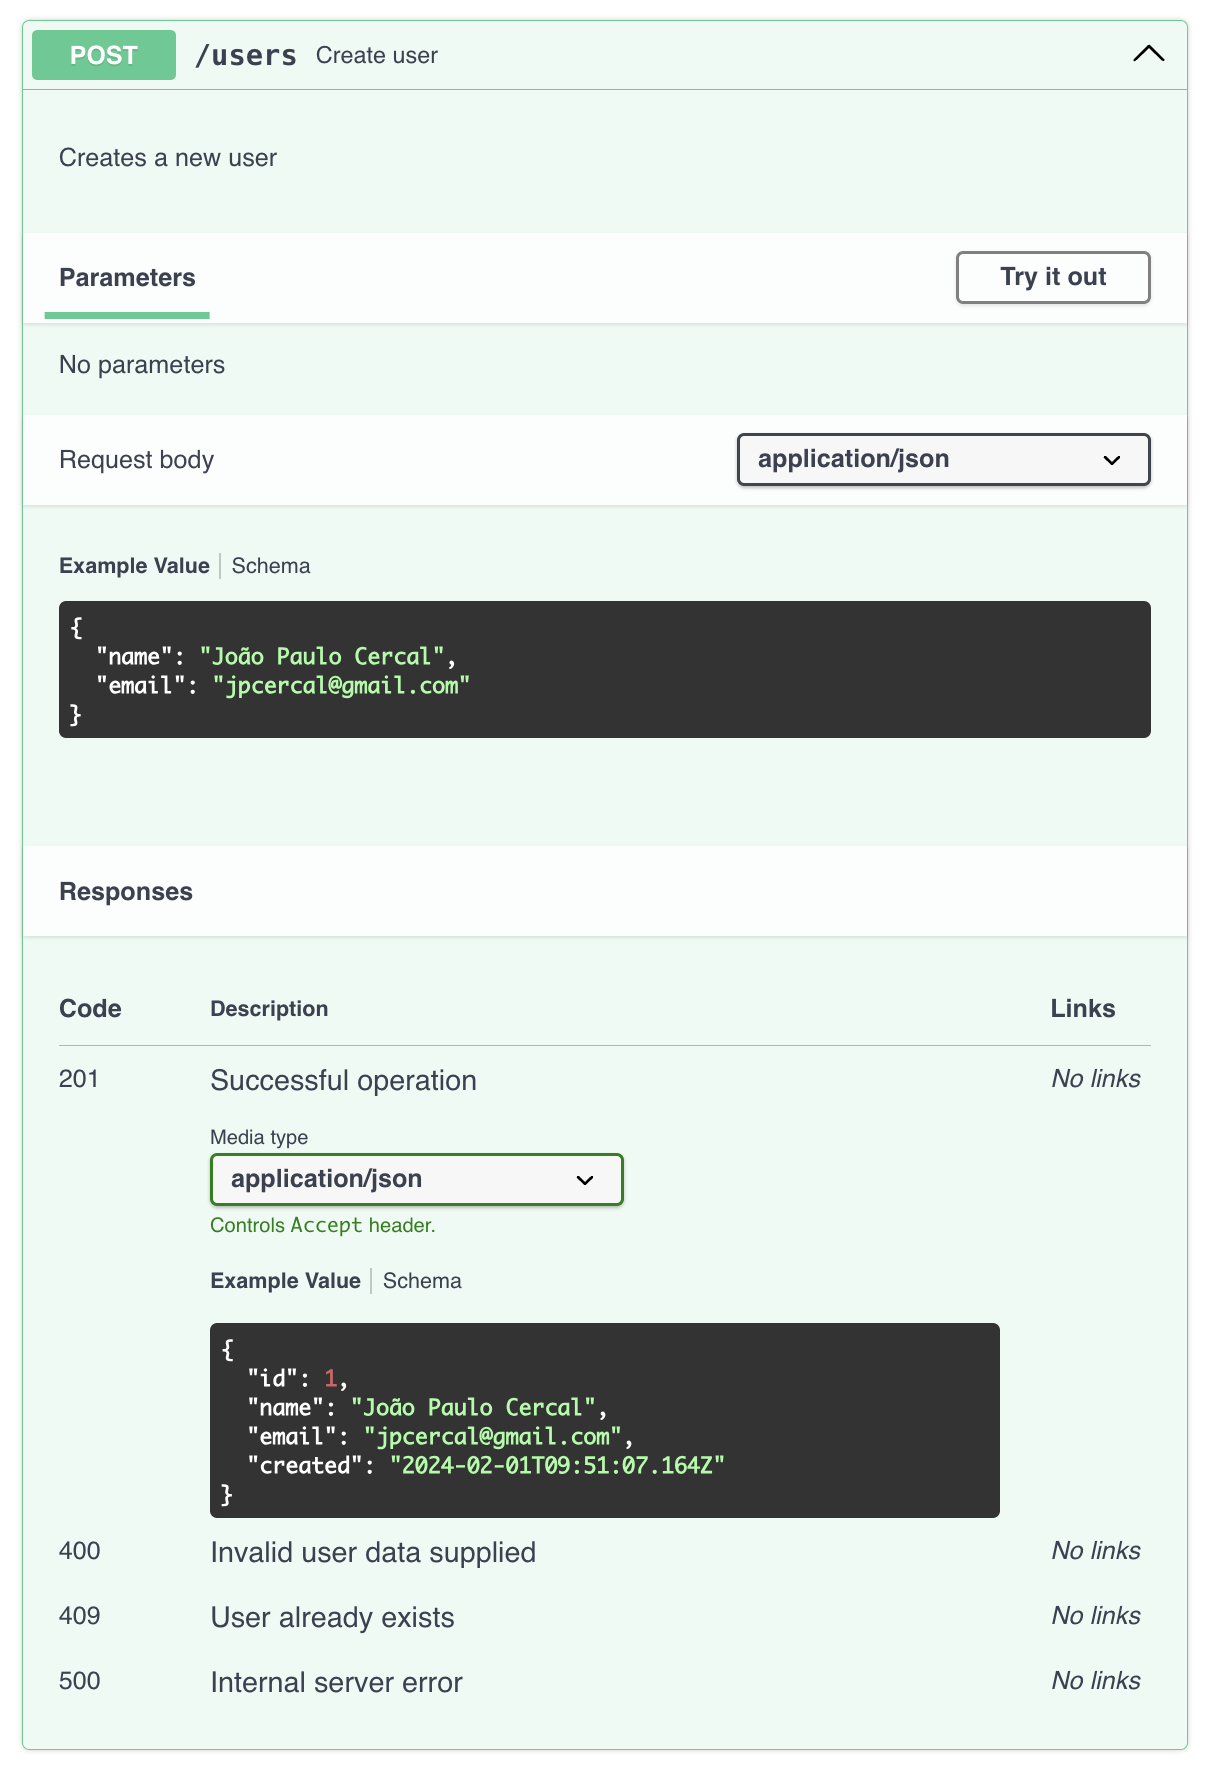 POST /users Create user
Creates a new user
Parameters
Try it out
No parameters
Request body
application/json
Example Value | Schema
{
  "name": "João Paulo Cercal",
  "email": "jpcercal@gmail.com"
}
Responses
Code Description Links
201 Successful operation No links
Media type
application/json
Controls Accept header.
Example Value | Schema
{
  "id": 1,
  "name": "João Paulo Cercal",
  "email": "jpcercal@gmail.com",
  "created": "2024-02-01T09:51:07.164Z"
}
400 Invalid user data supplied No links
409 User already exists No links
500 Internal server error No links